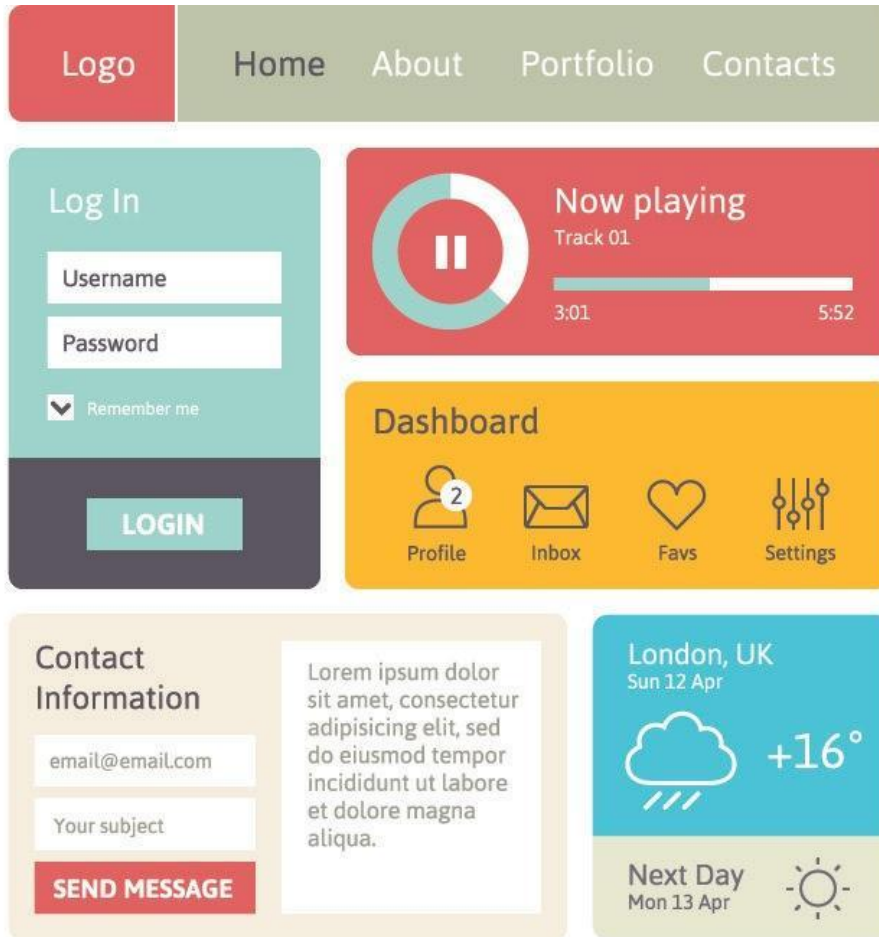 Logo Home About Portfolio Contacts
Log In
Username
Password
Remember me
LOGIN
Now playing
Track 01
3:01 5:52
Dashboard
2
Profile Inbox Favs Settings
Contact
Information
email@email.com
Your subject
SEND MESSAGE
Lorem ipsum dolor
sit amet, consectetur
adipisicing elit, sed
do eiusmod tempor
incididunt ut labore
et dolore magna
aliqua.
London, UK
Sun 12 Apr
+16°
Next Day
Mon 13 Apr